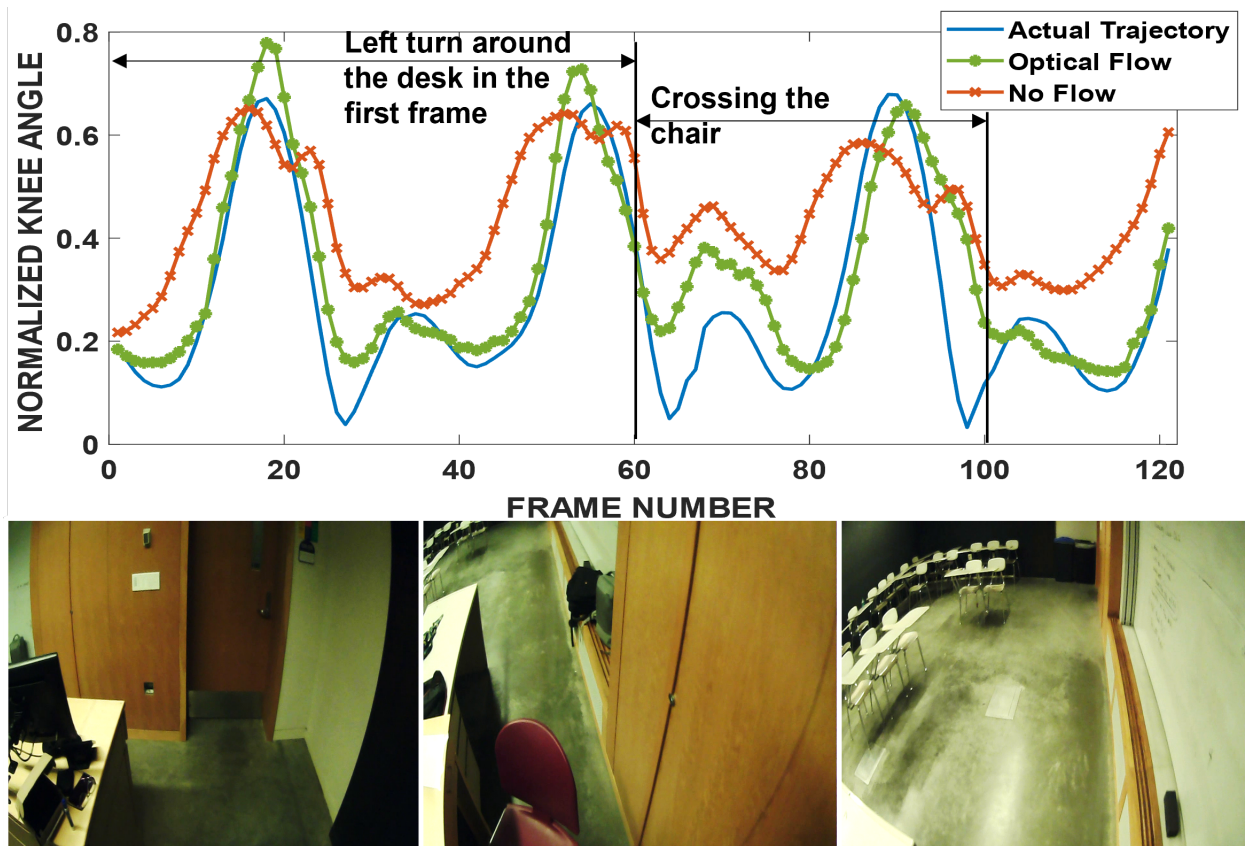 0.8
0.6
0.4
0.2
0
NORMALIZED KNEE ANGLE
Left turn around
the desk in the
first frame
Crossing the
chair
Actual Trajectory
Optical Flow
No Flow
0 20 40 60 80 100 120
FRAME NUMBER